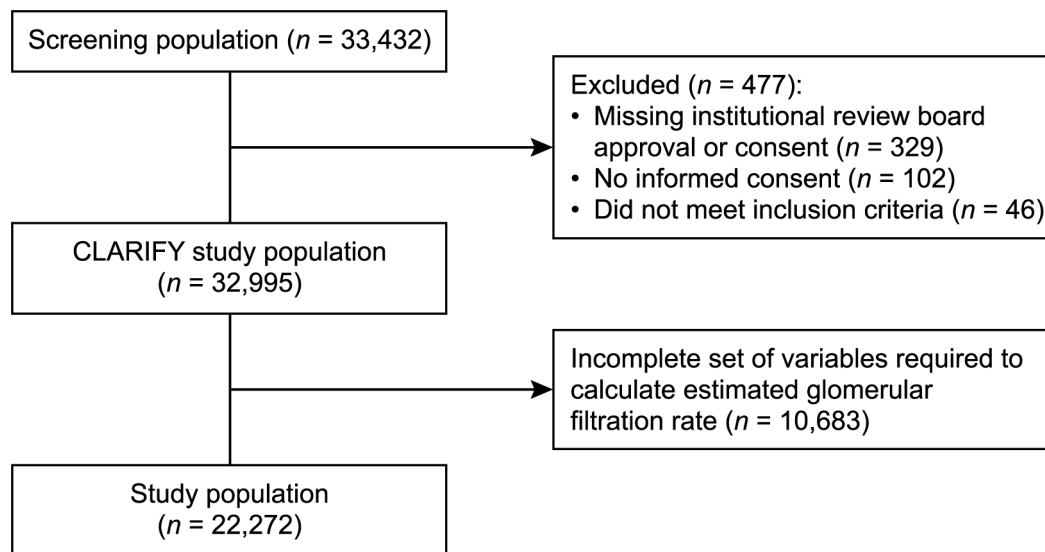 Screening population (n = 33,432)
Excluded (n = 477):
• Missing institutional review board
approval or consent (n = 329)
• No informed consent (n = 102)
• Did not meet inclusion criteria (n = 46)
CLARIFY study population
(n = 32,995)
Incomplete set of variables required to
calculate estimated glomerular
filtration rate (n = 10,683)
Study population
(n = 22,272)